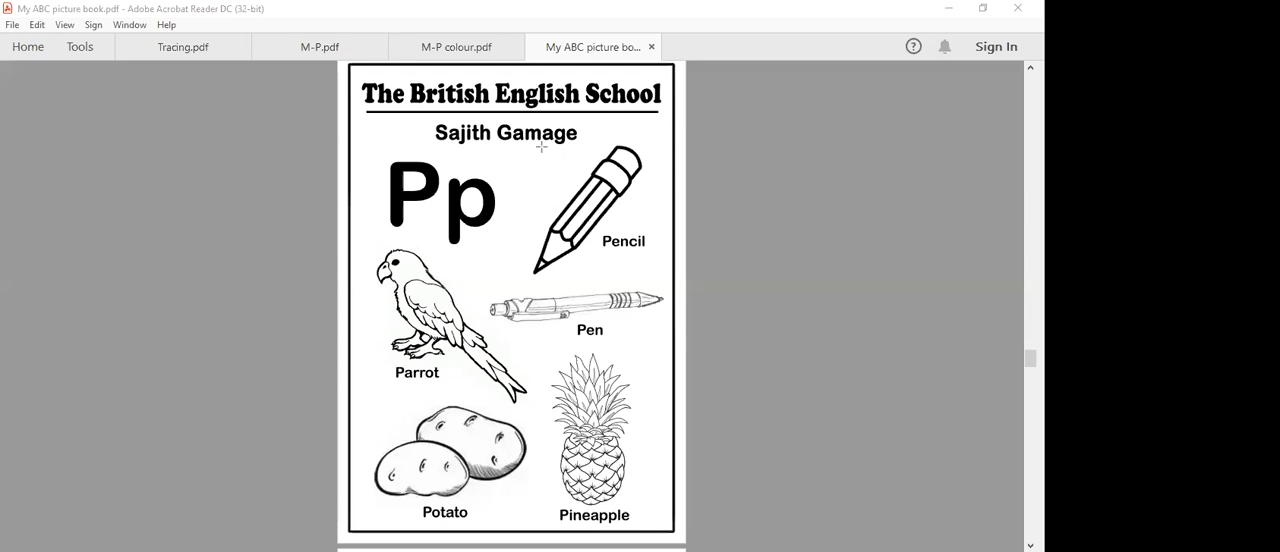 My ABC picture book.pdf - Adobe Acrobat Reader DC (32-bit)
File Edit View Sign Window Help
Home Tools Tracing.pdf M-P.pdf M-P colour.pdf My ABC picture bo... Sign In
The British English School
Sajith Gamage
Pp
Pencil
Pen
Parrot
Potato
Pineapple